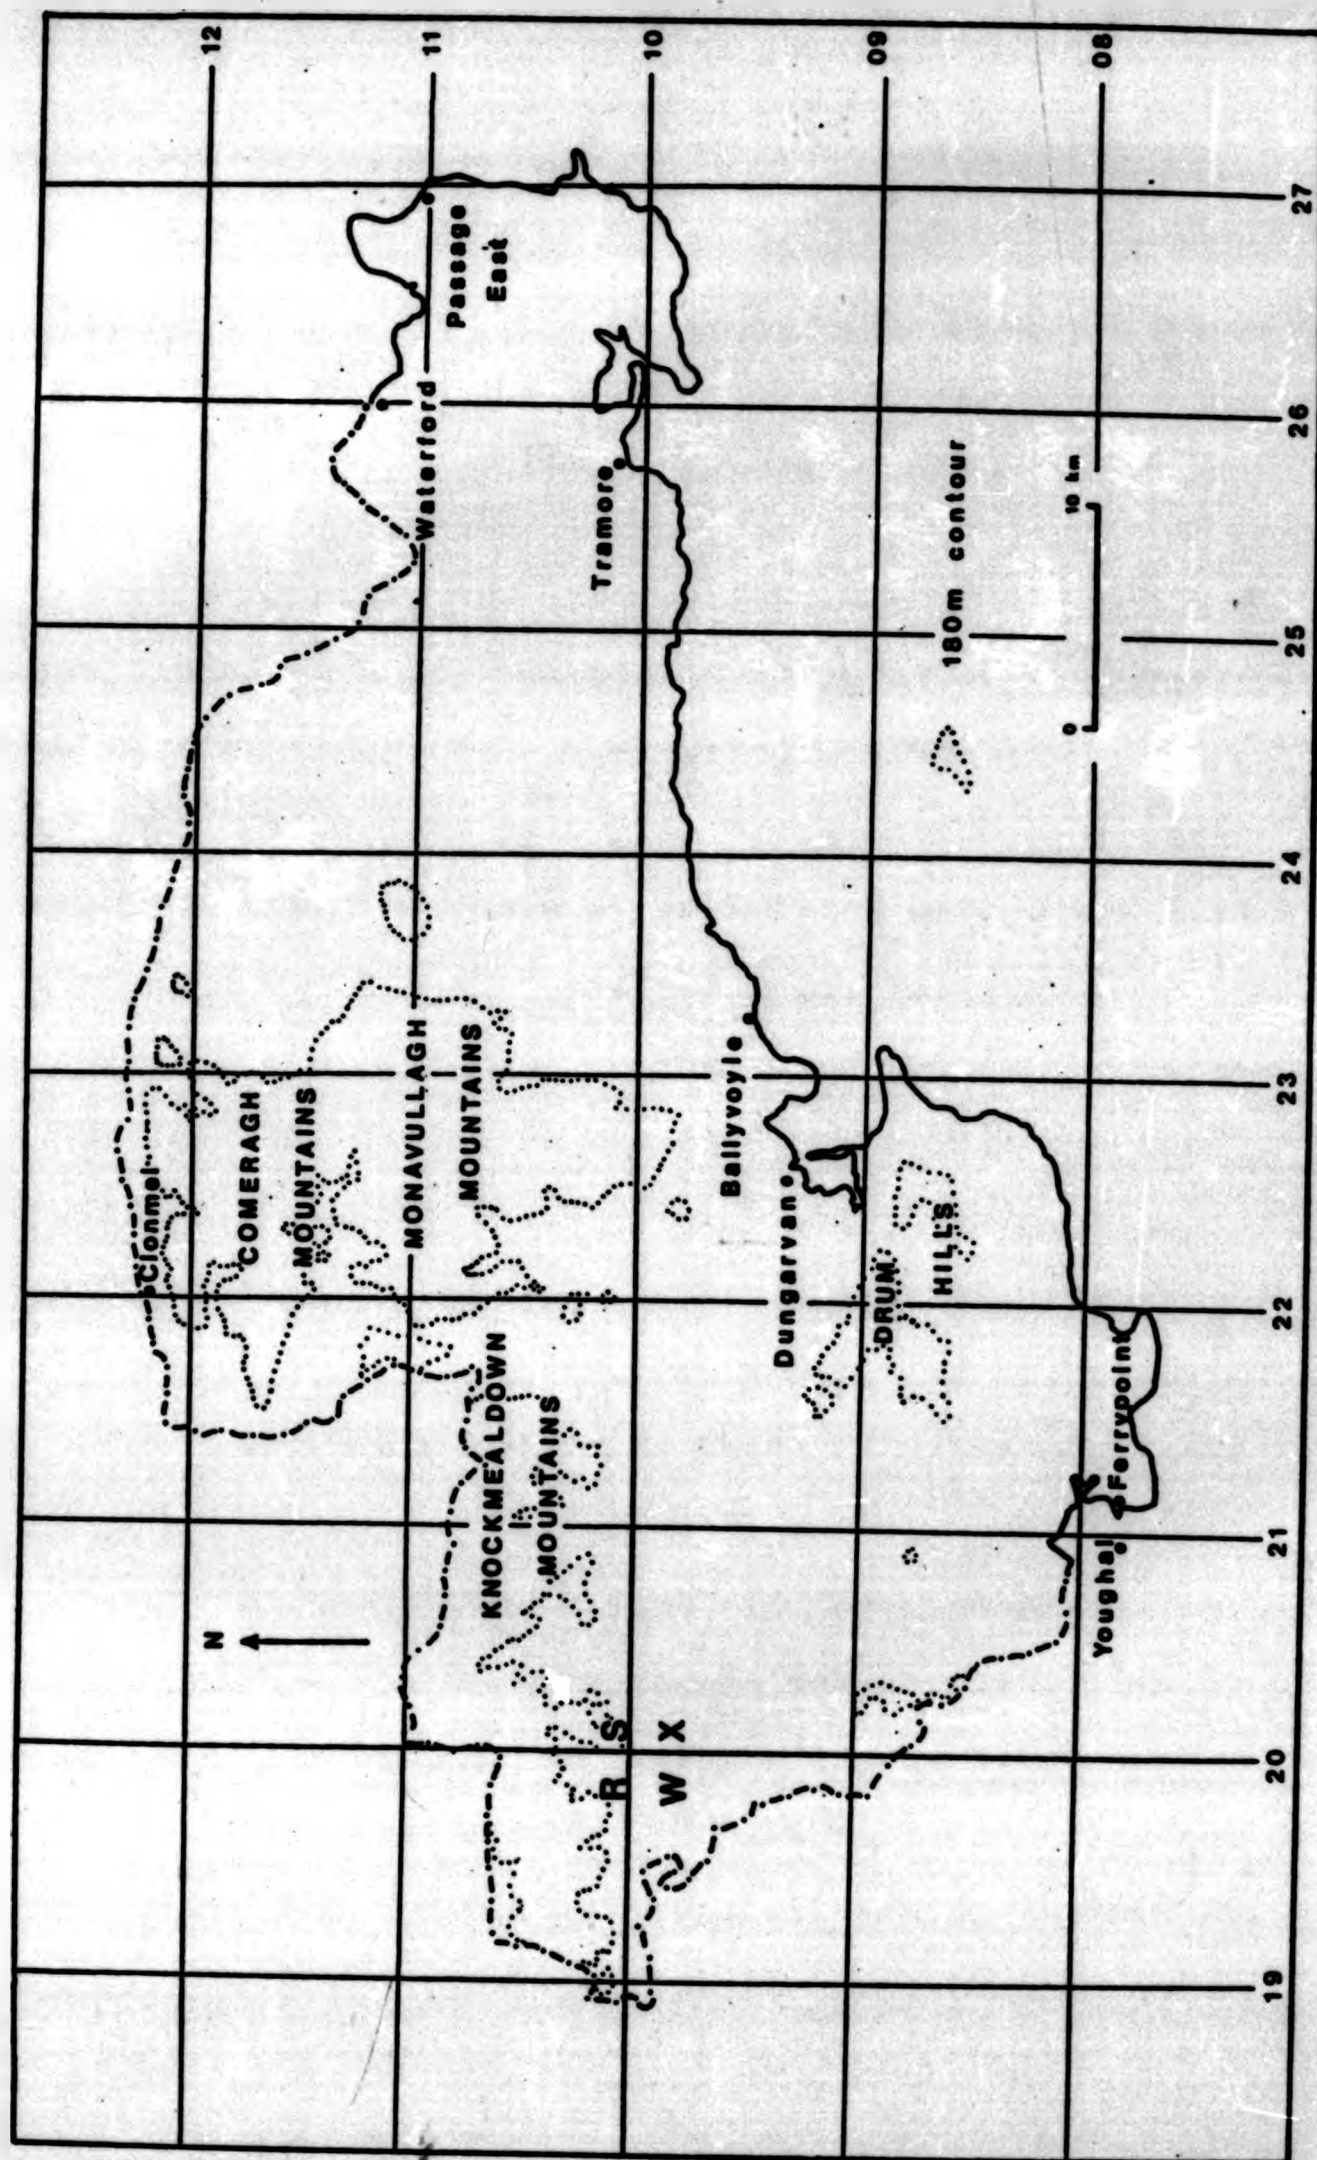 12
11
10
09
08
19
20
21
22
23
24
25
26
27
N
Clonmel
COMERAGH
MOUNTAINS
MONAVULLAGH
MOUNTAINS
KNOCKMEALDOWN
MOUNTAINS
Waterford
Passage
East
Tramore
Ballyvoyle
Dungarvan
DRUM
HILLS
R
S
W
X
Youghal
Ferrypoint
180m contour
0
10 km